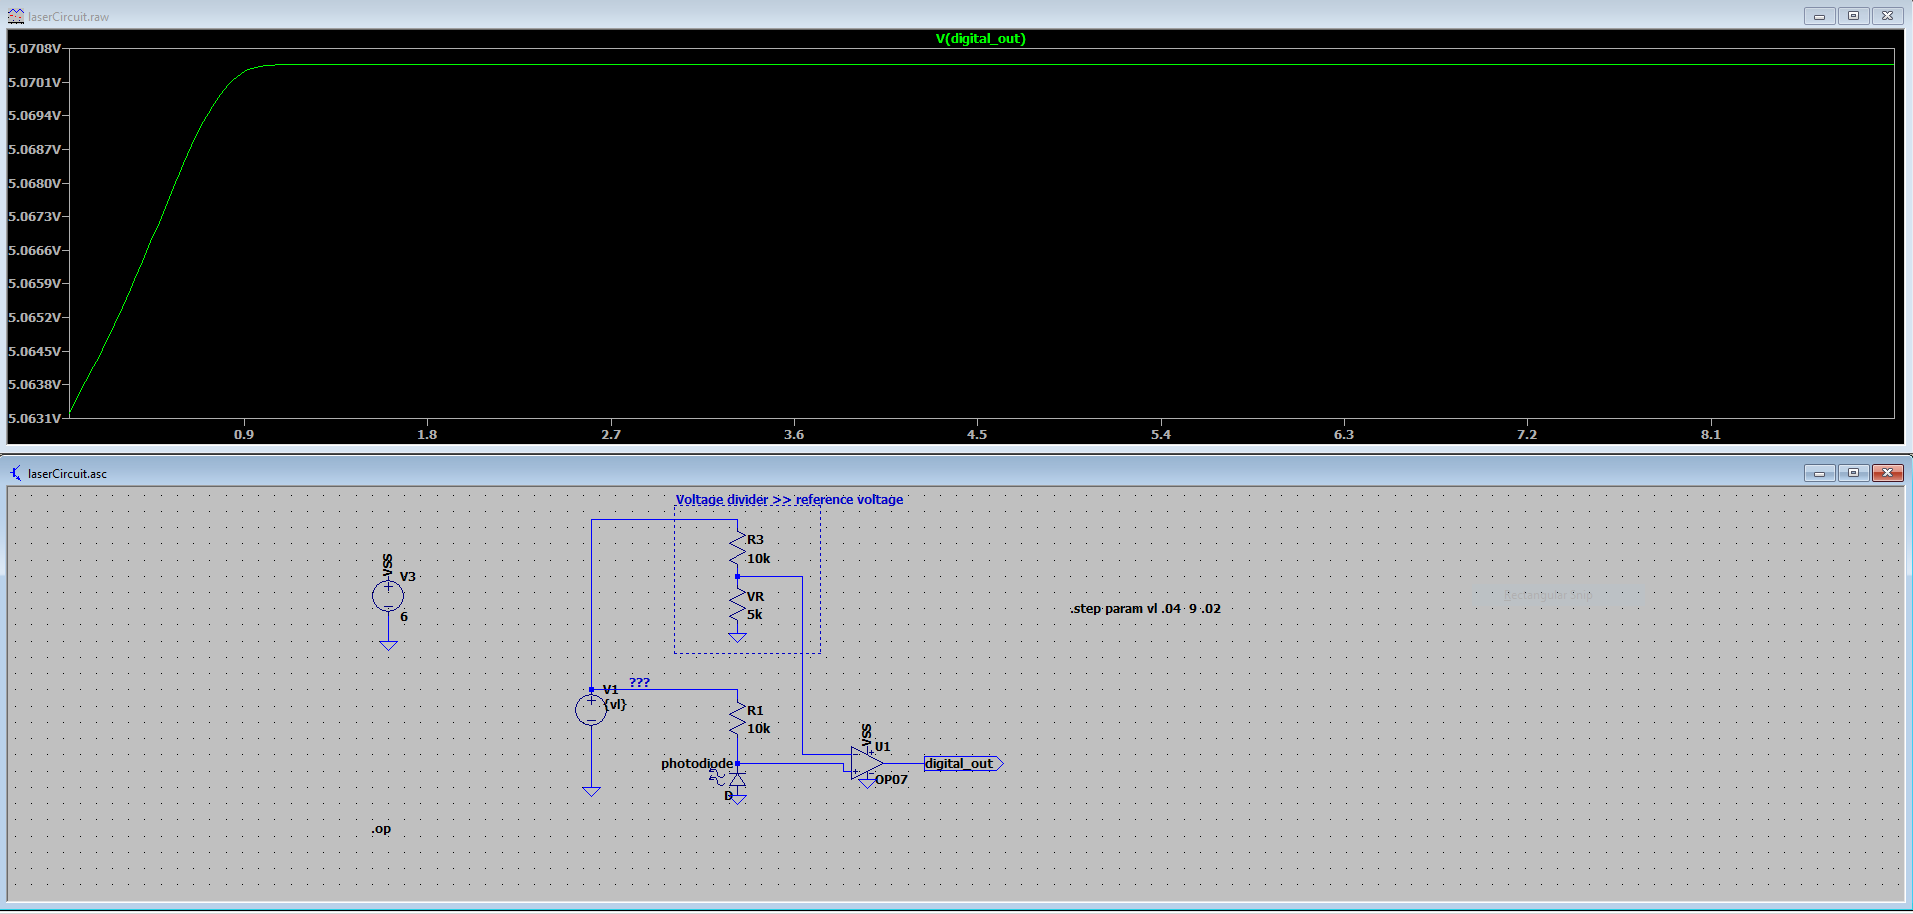 laserCircuit.raw
V(digital_out)
5.0708V
5.0701V
5.0694V
5.0687V
5.0680V
5.0673V
5.0666V
5.0659V
5.0652V
5.0645V
5.0638V
5.0631V
0.9 1.8 2.7 3.6 4.5 5.4 6.3 7.2 8.1
laserCircuit.asc
Voltage divider >> reference voltage
R3
10k
VSS
V3
6
VR
5k
.step param vl .04 9 .02
Rectangular Snip
???
V1
{vl}
R1
10k
VSS
U1
photodiode
digital_out
OP07
D
.op